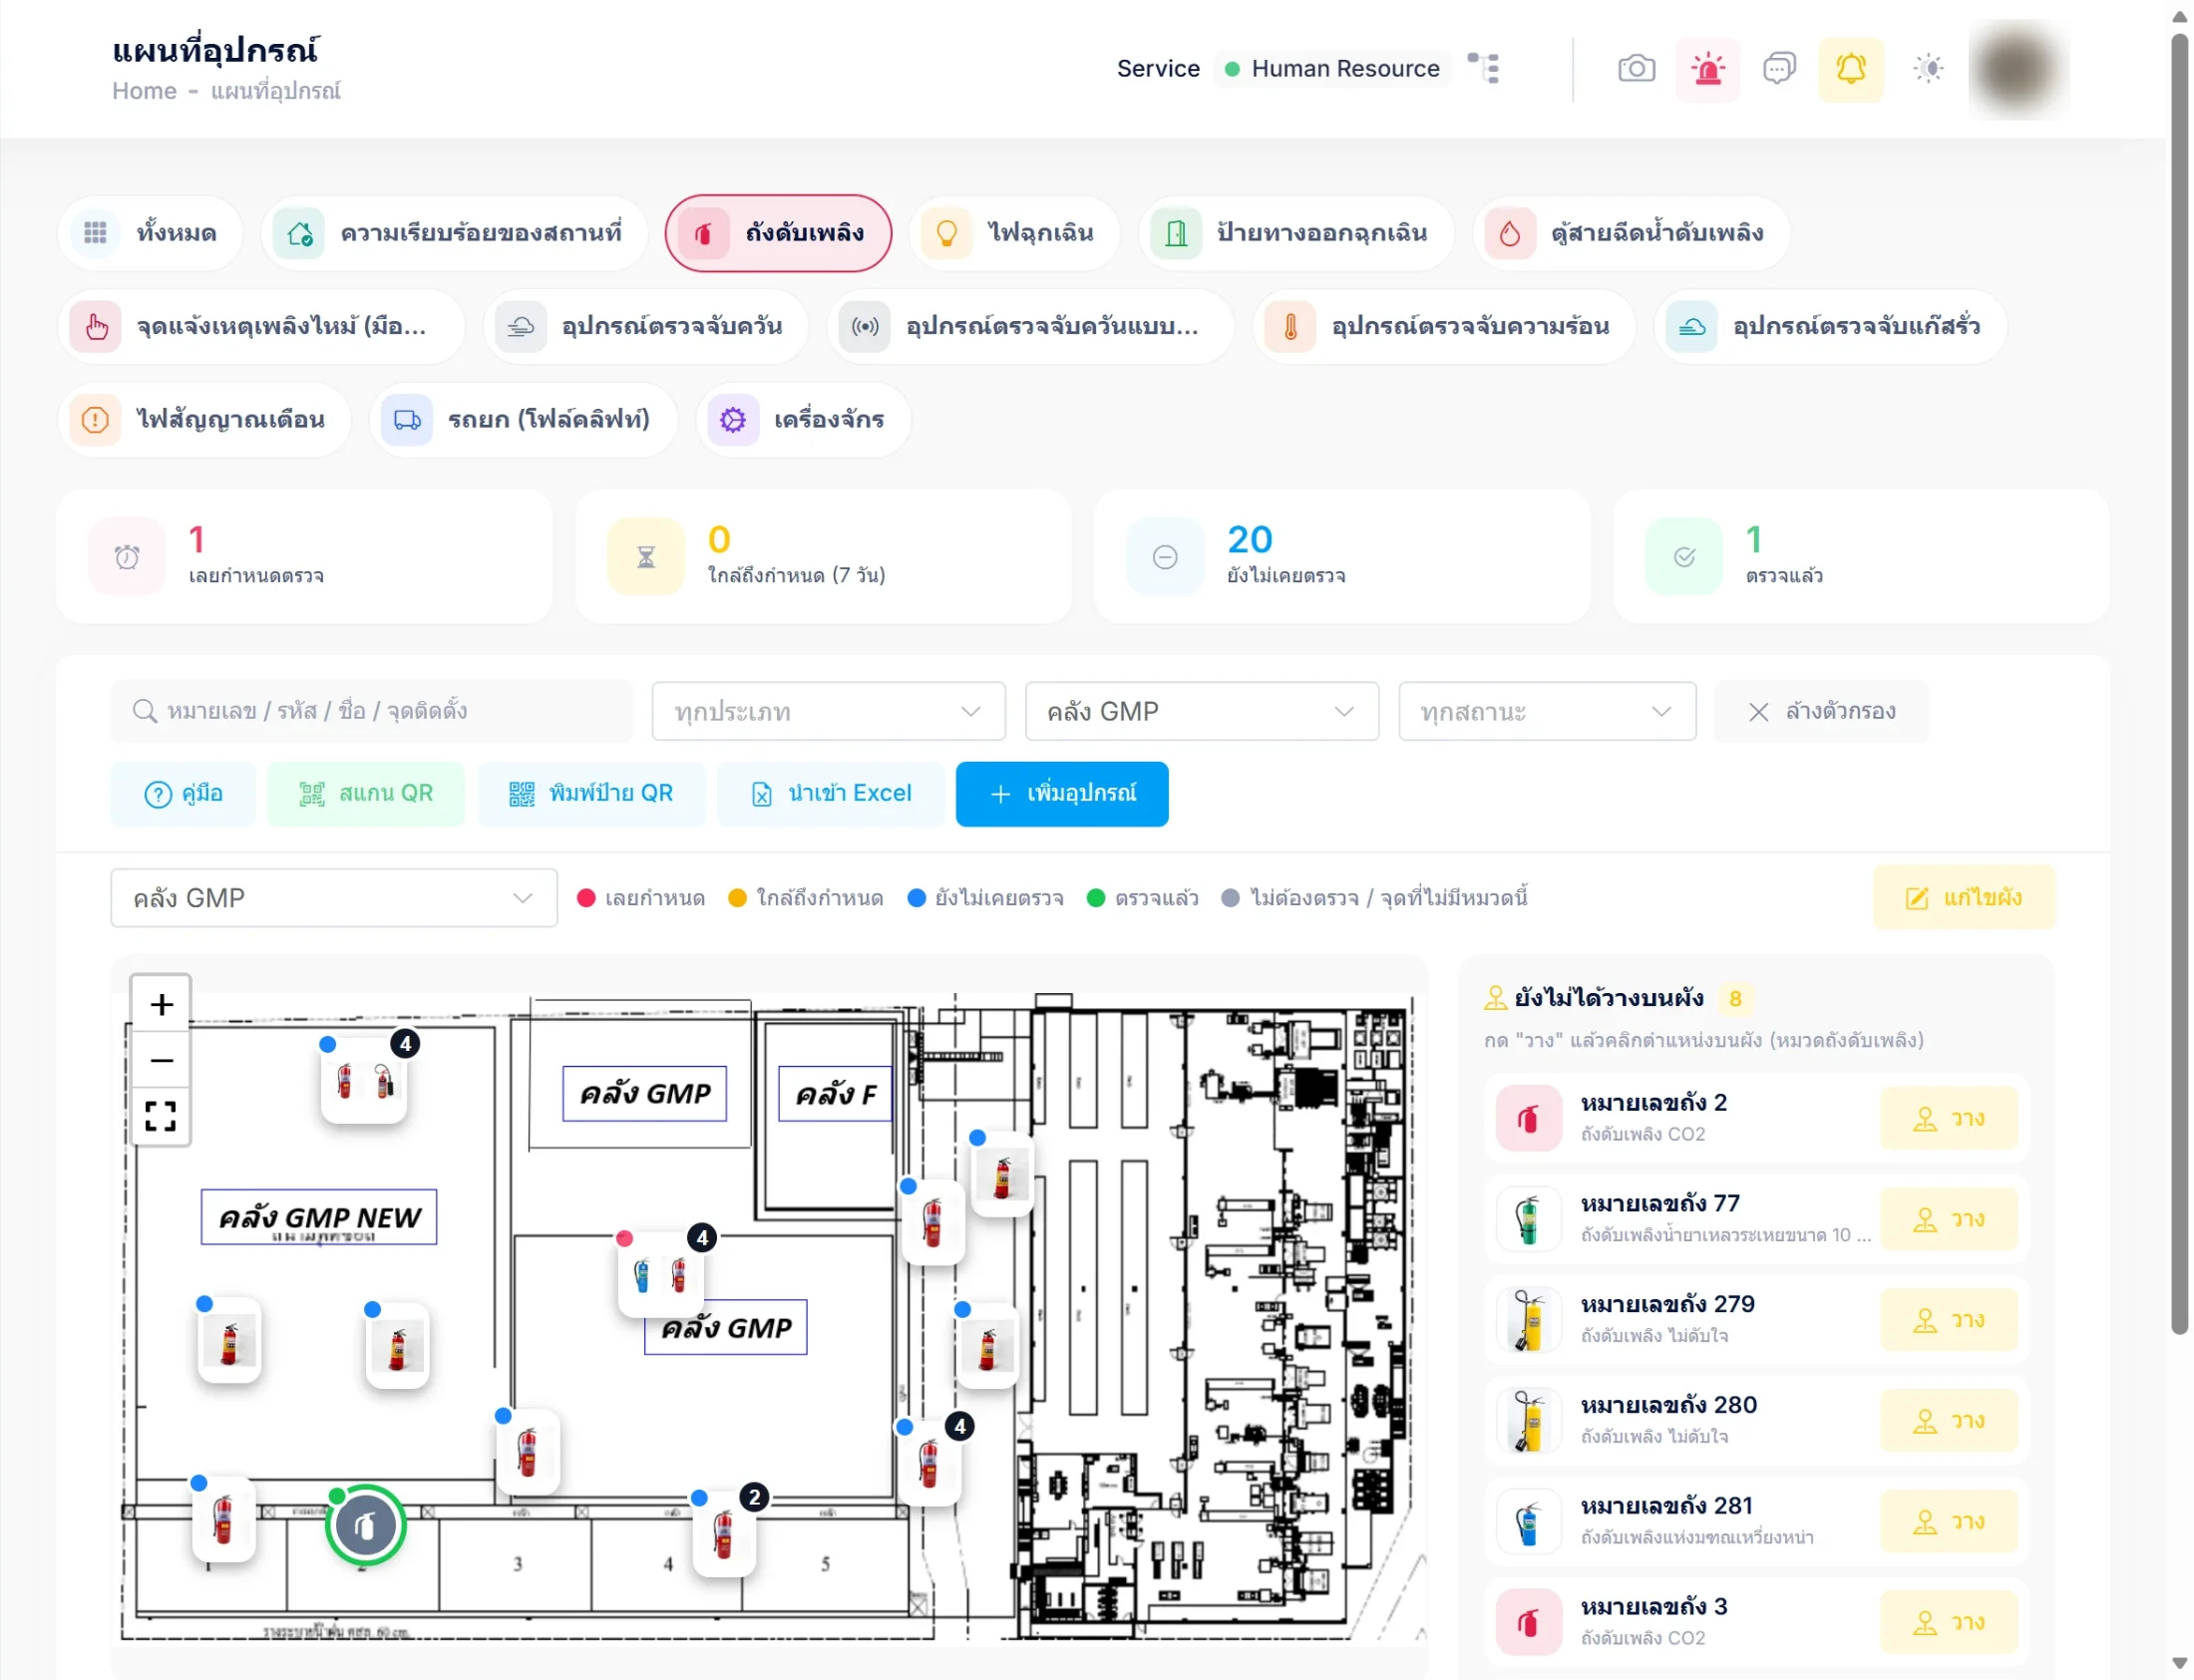 แผนที่อุปกรณ์
Home - แผนที่อุปกรณ์
Service
Human Resource
ทั้งหมด
ความเรียบร้อยของสถานที่
ถังดับเพลิง
ไฟฉุกเฉิน
ป้ายทางออกฉุกเฉิน
ตู้สายฉีดน้ำดับเพลิง
จุดแจ้งเหตุเพลิงไหม้ (มือ...
อุปกรณ์ตรวจจับควัน
อุปกรณ์ตรวจจับควันแบบ...
อุปกรณ์ตรวจจับความร้อน
อุปกรณ์ตรวจจับแก๊สรั่ว
ไฟสัญญาณเตือน
รถยก (โฟล์คลิฟท์)
เครื่องจักร
1
เลยกำหนดตรวจ
0
ใกล้ถึงกำหนด (7 วัน)
20
ยังไม่เคยตรวจ
1
ตรวจแล้ว
หมายเลข / รหัส / ชื่อ / จุดติดตั้ง
ทุกประเภท
คลัง GMP
ทุกสถานะ
ล้างตัวกรอง
คู่มือ
สแกน QR
พิมพ์ป้าย QR
นำเข้า Excel
เพิ่มอุปกรณ์
คลัง GMP
เลยกำหนด
ใกล้ถึงกำหนด
ยังไม่เคยตรวจ
ตรวจแล้ว
ไม่ต้องตรวจ / จุดที่ไม่มีหมวดนี้
แก้ไขผัง
+
−
4
คลัง GMP
คลัง F
คลัง GMP NEW
4
คลัง GMP
4
2
3
4
5
รางระบายน้ำฝน คสล. 60 cm.
ยังไม่ได้วางบนผัง 8
กด "วาง" แล้วคลิกตำแหน่งบนผัง (หมวดถังดับเพลิง)
หมายเลขถัง 2
ถังดับเพลิง CO2
วาง
หมายเลขถัง 77
ถังดับเพลิงน้ำยาเหลวระเหยขนาด 10 ...
วาง
หมายเลขถัง 279
ถังดับเพลิง ไม่ดับใจ
วาง
หมายเลขถัง 280
ถังดับเพลิง ไม่ดับใจ
วาง
หมายเลขถัง 281
ถังดับเพลิงแห่งมฑณแหวี่ยงหน่า
วาง
หมายเลขถัง 3
ถังดับเพลิง CO2
วาง